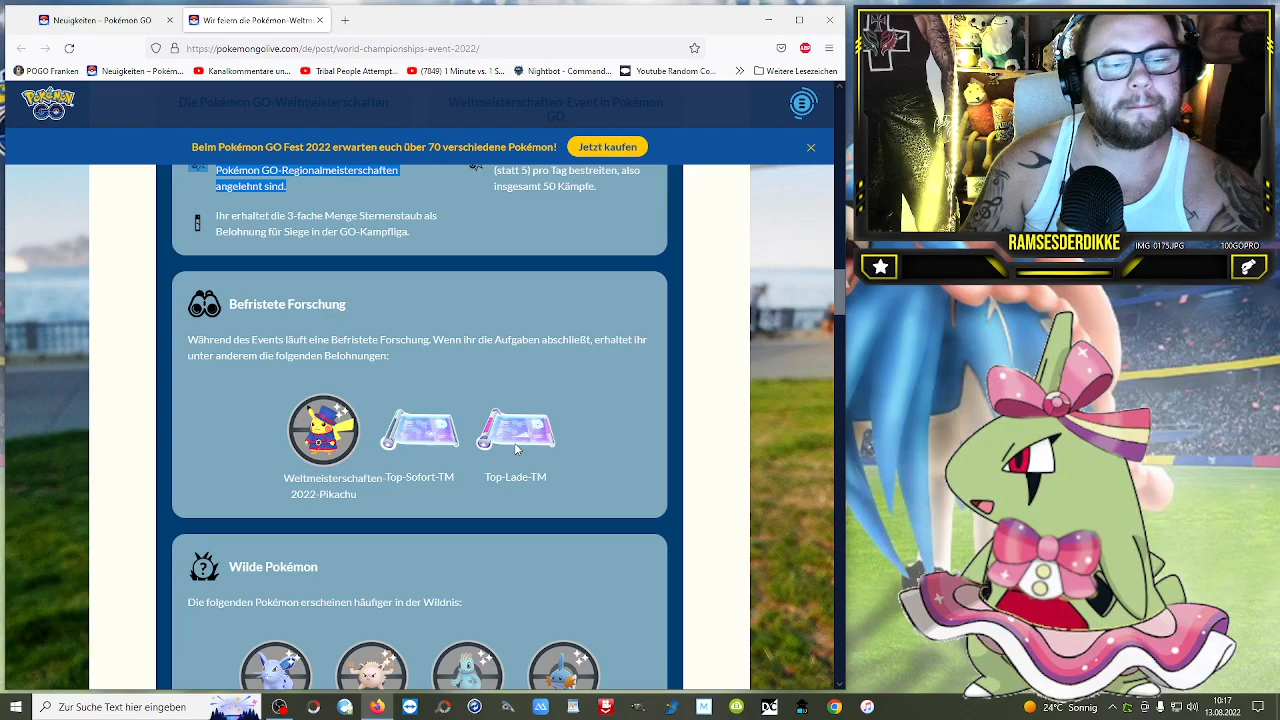 Neuigkeiten – Pokémon GO
Neuigkeiten – Pokémon GO
https://pokemongolive.com/de/post/world-championships-event-2022/
POGO Franken
Neuigkeiten – Pokém...
Kanalkommentare un...
Tribal People Attempt...
(7849) 1 Minute vs. 1 S...
Nightbot - Command...
Youtube Random Co...
Weitere Lesezeichen
POKÉMON GO
Die Pokémon GO-Weltmeisterschaften
Weltmeisterschaften-Event in Pokémon
GO
Beim Pokémon GO Fest 2022 erwarten euch über 70 verschiedene Pokémon!
Jetzt kaufen
Pokémon GO-Regionalmeisterschaften
angelehnt sind.
(statt 5) pro Tag bestreiten, also
insgesamt 50 Kämpfe.
Ihr erhaltet die 3-fache Menge Sternenstaub als
Belohnung für Siege in der GO-Kampfliga.
Befristete Forschung
Während des Events läuft eine Befristete Forschung. Wenn ihr die Aufgaben abschließt, erhaltet ihr
unter anderem die folgenden Belohnungen:
Weltmeisterschaften-
2022-Pikachu
Top-Sofort-TM
Top-Lade-TM
Wilde Pokémon
Die folgenden Pokémon erscheinen häufiger in der Wildnis:
RAMSESDERDIKKE
IMG 0175.JPG
100GOPRO
Zur Suche Text hier eingeben
10:17
13.08.2022